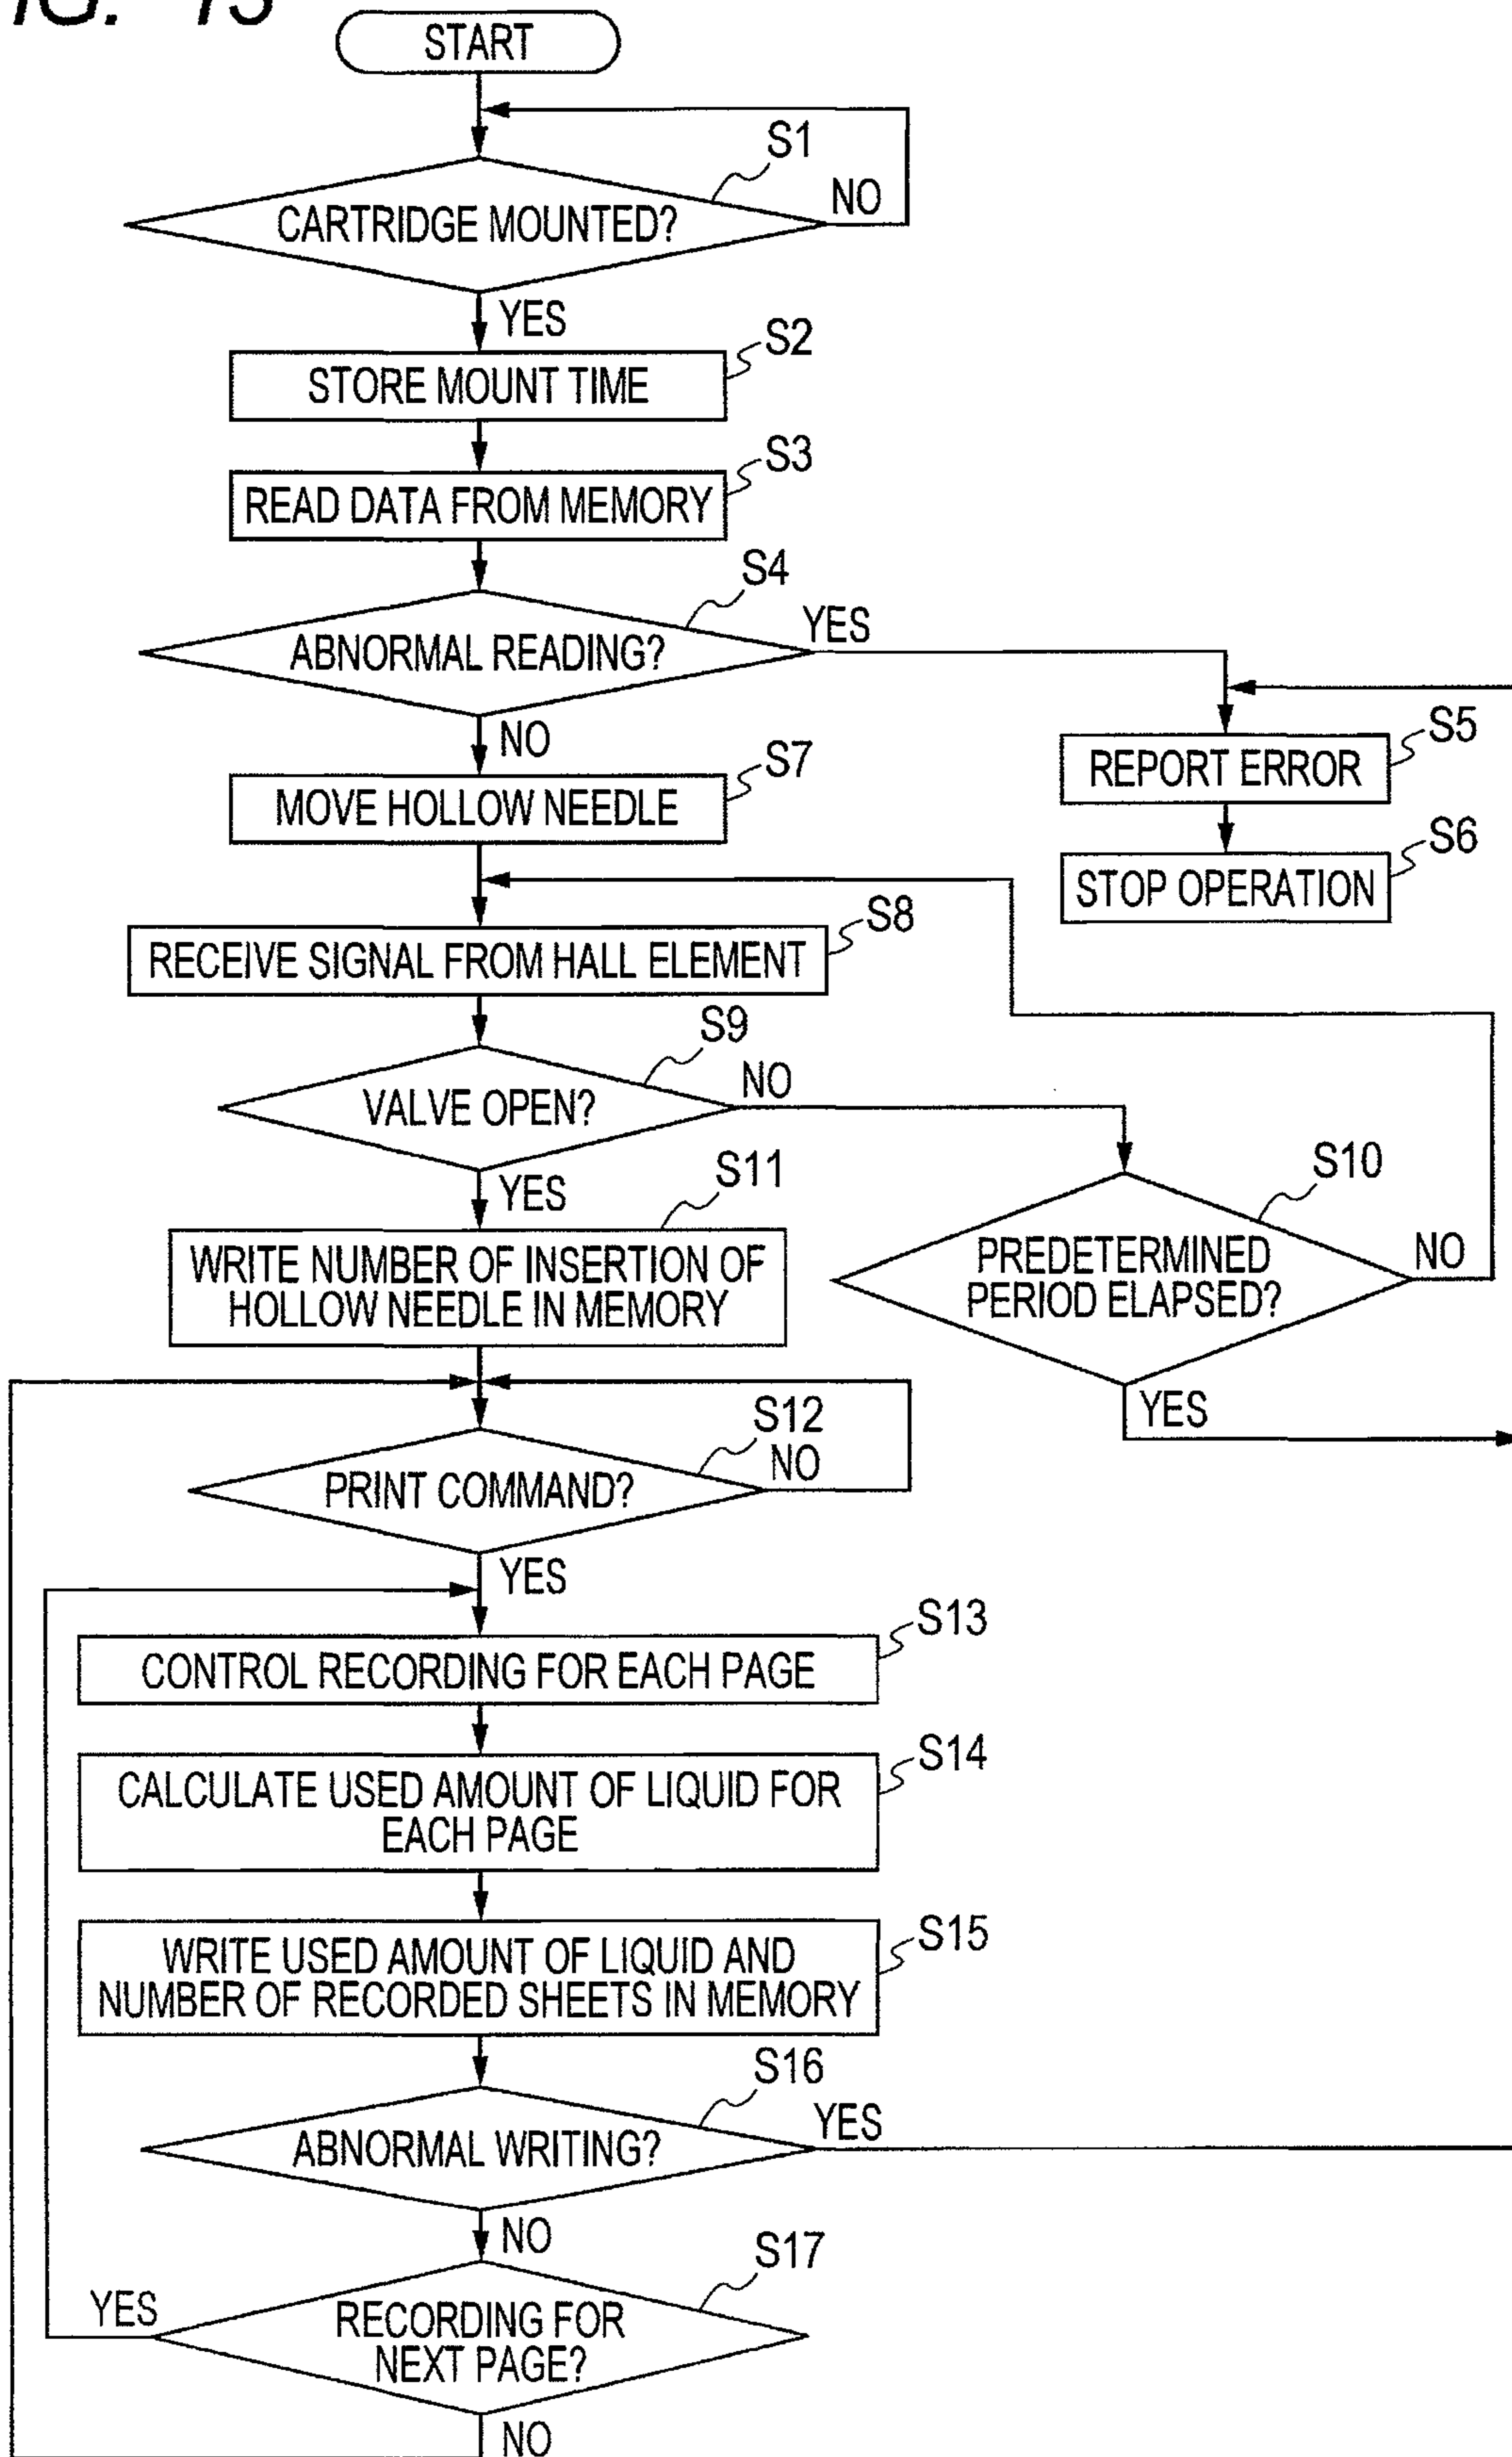 FIG. 13
START
S1
CARTRIDGE MOUNTED?
NO
YES
S2
STORE MOUNT TIME
S3
READ DATA FROM MEMORY
S4
ABNORMAL READING?
YES
NO
S5
REPORT ERROR
S6
STOP OPERATION
S7
MOVE HOLLOW NEEDLE
S8
RECEIVE SIGNAL FROM HALL ELEMENT
S9
VALVE OPEN?
NO
YES
S10
PREDETERMINED
PERIOD ELAPSED?
NO
YES
S11
WRITE NUMBER OF INSERTION OF
HOLLOW NEEDLE IN MEMORY
S12
PRINT COMMAND?
NO
YES
S13
CONTROL RECORDING FOR EACH PAGE
S14
CALCULATE USED AMOUNT OF LIQUID FOR
EACH PAGE
S15
WRITE USED AMOUNT OF LIQUID AND
NUMBER OF RECORDED SHEETS IN MEMORY
S16
ABNORMAL WRITING?
YES
NO
S17
RECORDING FOR
NEXT PAGE?
YES
NO